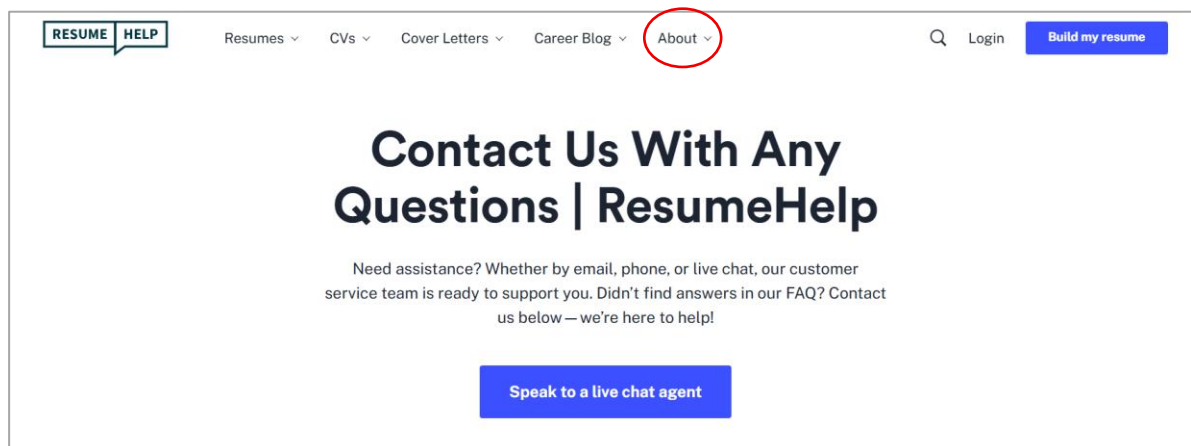 RESUME HELP
Resumes
CVs
Cover Letters
Career Blog
About
Login
Build my resume
Contact Us With Any
Questions | ResumeHelp
Need assistance? Whether by email, phone, or live chat, our customer
service team is ready to support you. Didn’t find answers in our FAQ? Contact
us below — we’re here to help!
Speak to a live chat agent